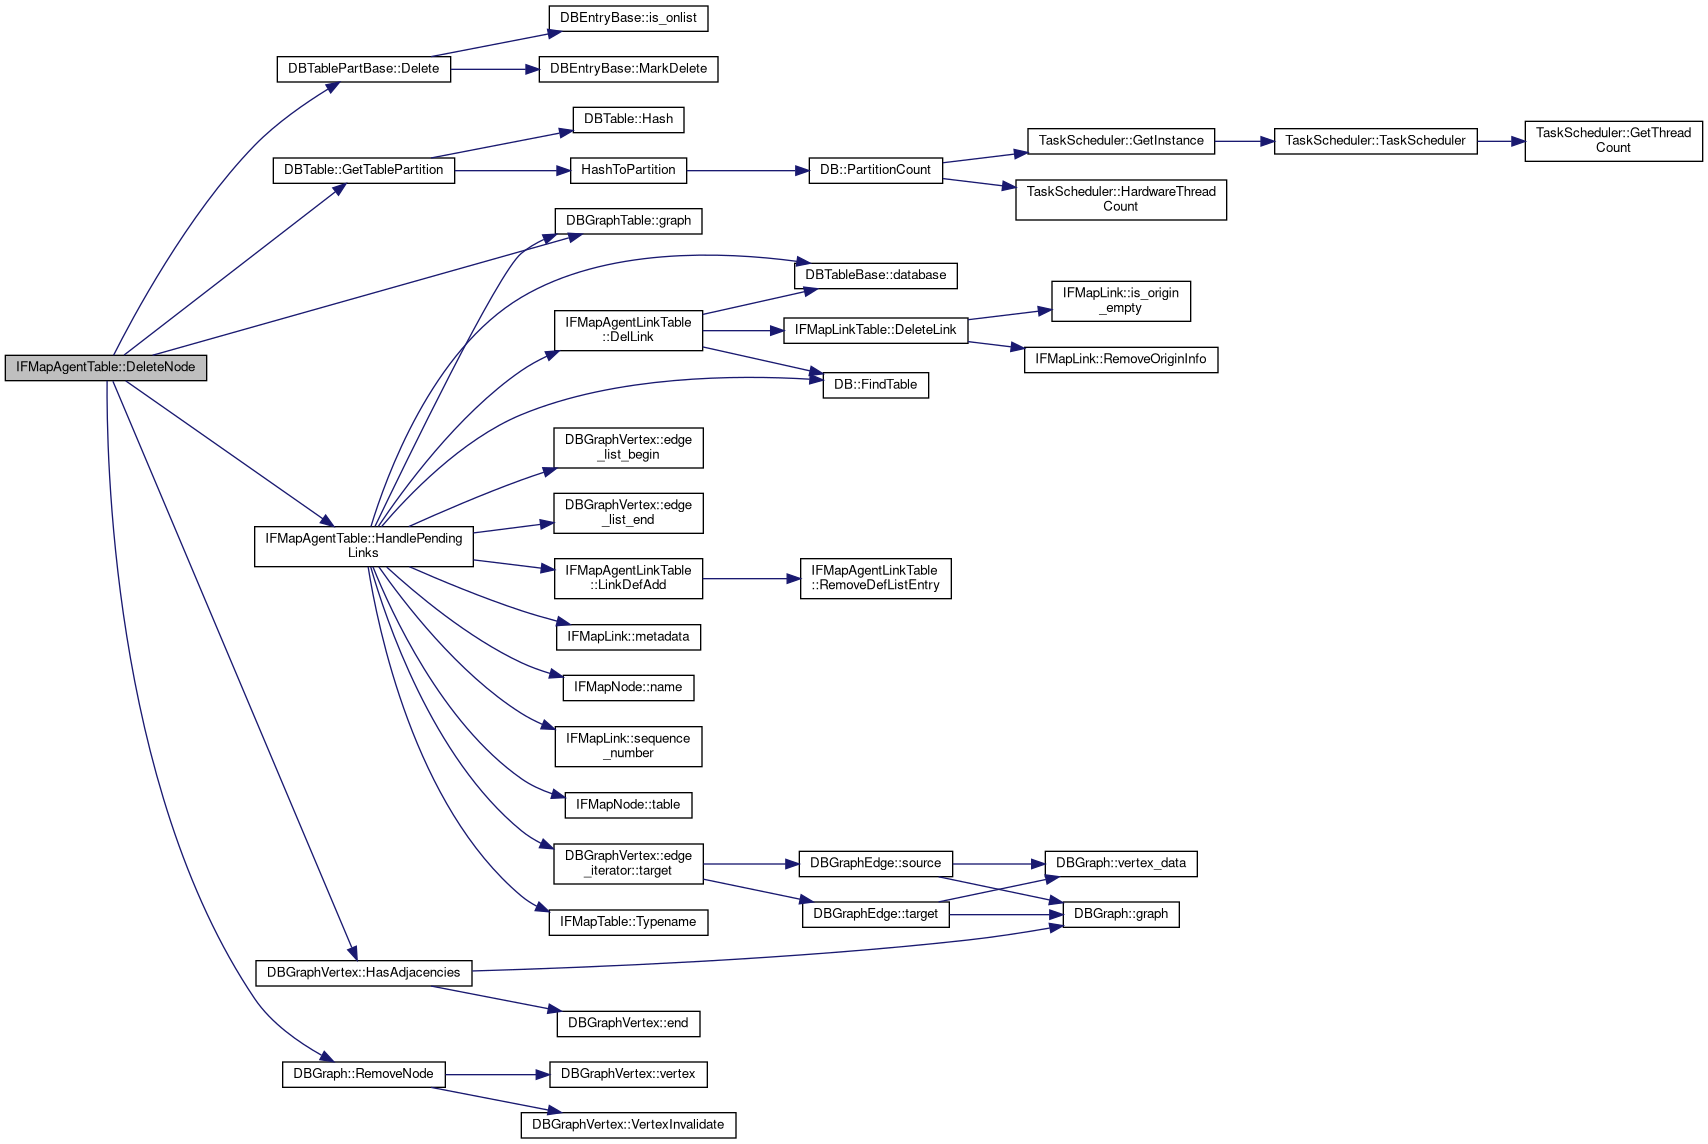 DBEntryBase::is_onlist
DBTablePartBase::Delete
DBEntryBase::MarkDelete
DBTable::Hash
TaskScheduler::GetInstance
TaskScheduler::TaskScheduler
TaskScheduler::GetThread
Count
DBTable::GetTablePartition
HashToPartition
DB::PartitionCount
TaskScheduler::HardwareThread
Count
DBGraphTable::graph
DBTableBase::database
IFMapLink::is_origin
_empty
IFMapAgentLinkTable
::DelLink
IFMapLinkTable::DeleteLink
IFMapLink::RemoveOriginInfo
IFMapAgentTable::DeleteNode
DB::FindTable
DBGraphVertex::edge
_list_begin
DBGraphVertex::edge
_list_end
IFMapAgentTable::HandlePending
Links
IFMapAgentLinkTable
::LinkDefAdd
IFMapAgentLinkTable
::RemoveDefListEntry
IFMapLink::metadata
IFMapNode::name
IFMapLink::sequence
_number
IFMapNode::table
DBGraphVertex::edge
_iterator::target
DBGraphEdge::source
DBGraph::vertex_data
DBGraphEdge::target
DBGraph::graph
IFMapTable::Typename
DBGraphVertex::HasAdjacencies
DBGraphVertex::end
DBGraph::RemoveNode
DBGraphVertex::vertex
DBGraphVertex::VertexInvalidate